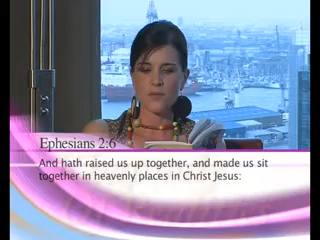 Ephesians 2:6
And hath raised us up together, and made us sit
together in heavenly places in Christ Jesus: